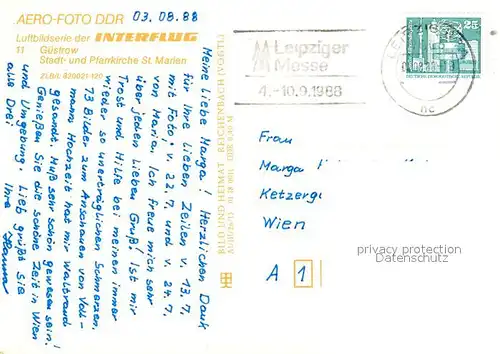 AERO-FOTO DDR
03.08.88
Luftbildserie der INTERFLUG
11 Güstrow
Stadt- und Pfarrkirche St. Marien
ZLB/L 820021-120
Meine liebe Marga! Herzlichen Dank
für Ihre lieben Zeilen v. 13.7.
mit Foto, v. 22.7. und v. 24.7.
von Maria. Ich freue mich sehr
über jeden lieben Gruß! Ist mir
Trost und Hilfe bei meinen immer
wieder so unerträglichen Schmerzen.
73 Bilder zum Anschauen von Voll-
manns Hochzeit hat mir Waltraud
gesandt. Muß sehr schön gewesen sein!
Genießen Sie die schöne Zeit in Wien
und Umgebung. Lieb grüßt Sie
alle Drei Ihre
BILD UND HEIMAT REICHENBACH (VOGTL)
Leipziger
Messe
4.-10.9.1988
25
DEUTSCHE DEMOKRATISCHE REPUBLIK
Frau
Marga
Ketzerg
Wien
A 1
privacy protection
Datenschutz